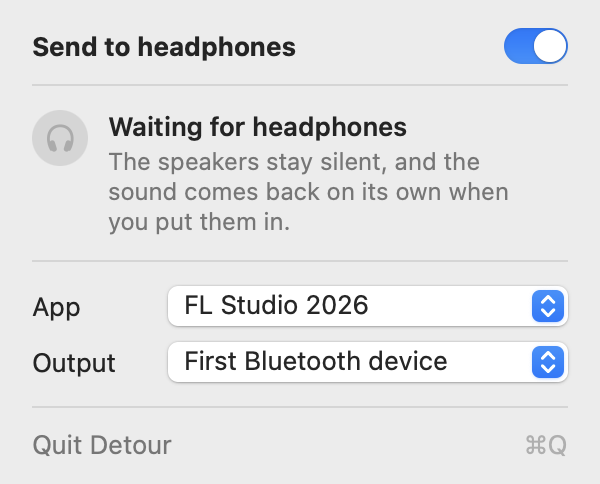 Send to headphones
Waiting for headphones
The speakers stay silent, and the
sound comes back on its own when
you put them in.
App
FL Studio 2026
Output
First Bluetooth device
Quit Detour
⌘Q